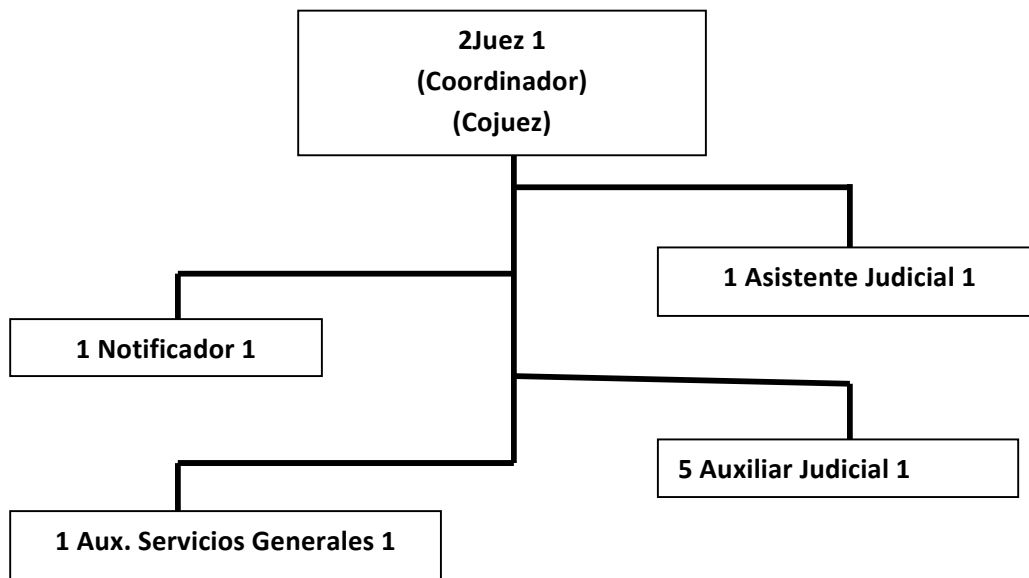 2Juez 1
(Coordinador)
(Cojuez)
1 Asistente Judicial 1
1 Notificador 1
5 Auxiliar Judicial 1
1 Aux. Servicios Generales 1